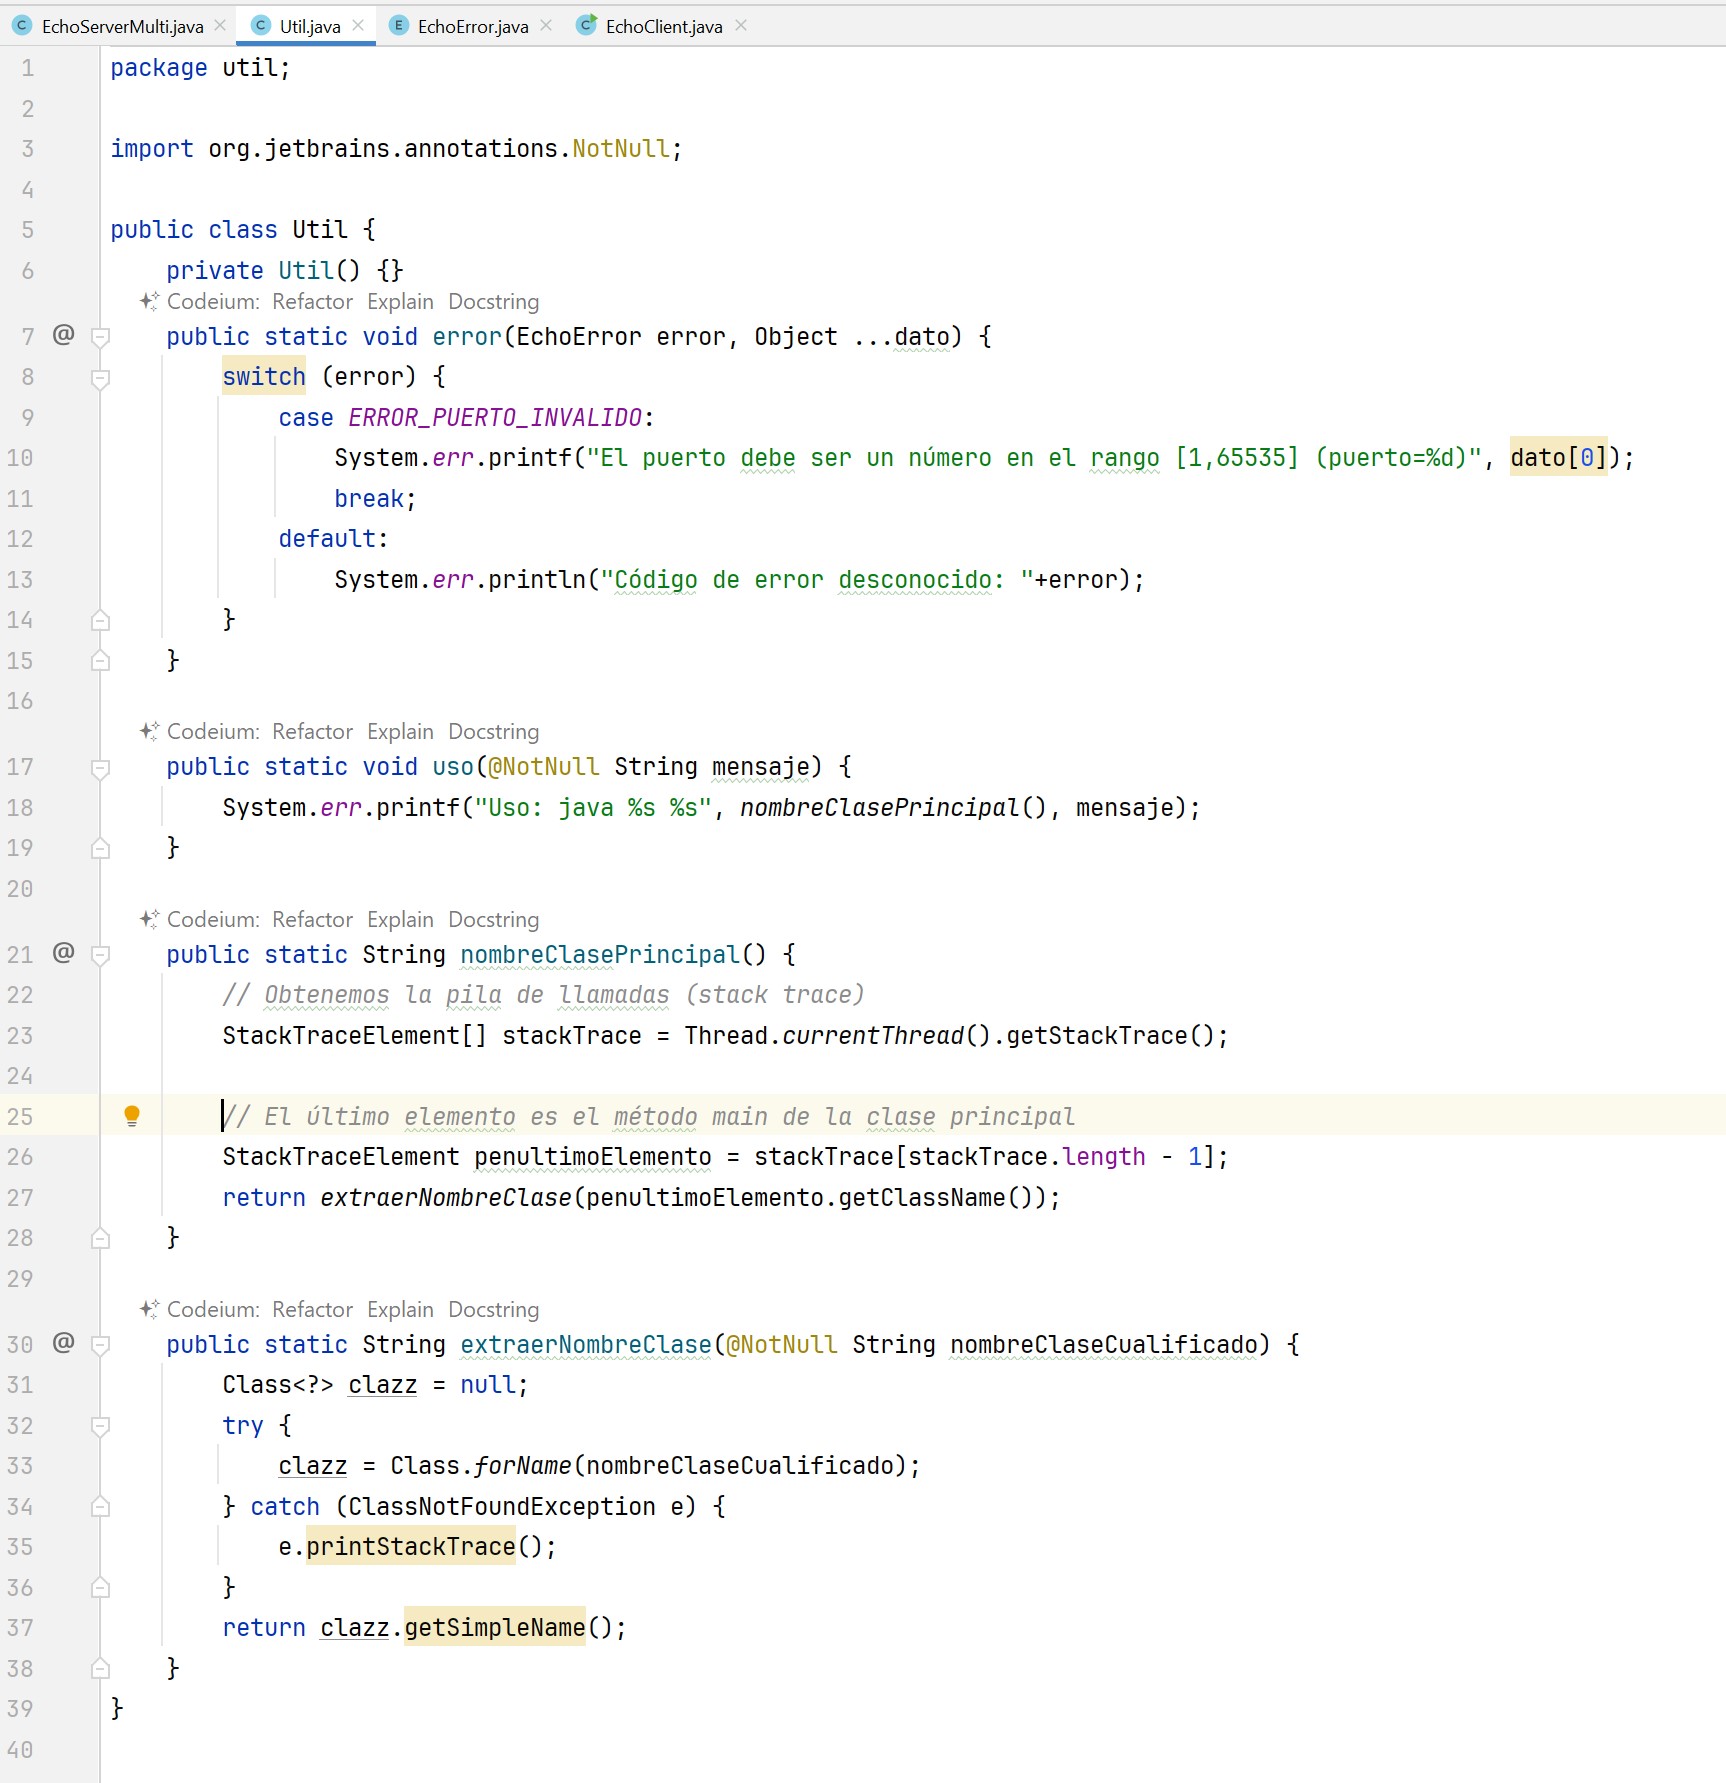 EchoServerMulti.java Util.java EchoError.java EchoClient.java
1 package util;
2
3 import org.jetbrains.annotations.NotNull;
4
5 public class Util {
6     private Util() {}
Codeium: Refactor Explain Docstring
7 @     public static void error(EchoError error, Object ...dato) {
8         switch (error) {
9             case ERROR_PUERTO_INVALIDO:
10                 System.err.printf("El puerto debe ser un número en el rango [1,65535] (puerto=%d)", dato[0]);
11                 break;
12             default:
13                 System.err.println("Código de error desconocido: "+error);
14         }
15     }
16
Codeium: Refactor Explain Docstring
17     public static void uso(@NotNull String mensaje) {
18         System.err.printf("Uso: java %s %s", nombreClasePrincipal(), mensaje);
19     }
20
Codeium: Refactor Explain Docstring
21 @     public static String nombreClasePrincipal() {
22         // Obtenemos la pila de llamadas (stack trace)
23         StackTraceElement[] stackTrace = Thread.currentThread().getStackTrace();
24
25         // El último elemento es el método main de la clase principal
26         StackTraceElement penultimoElemento = stackTrace[stackTrace.length - 1];
27         return extraerNombreClase(penultimoElemento.getClassName());
28     }
29
Codeium: Refactor Explain Docstring
30 @     public static String extraerNombreClase(@NotNull String nombreClaseCualificado) {
31         Class<?> clazz = null;
32         try {
33             clazz = Class.forName(nombreClaseCualificado);
34         } catch (ClassNotFoundException e) {
35             e.printStackTrace();
36         }
37         return clazz.getSimpleName();
38     }
39 }
40